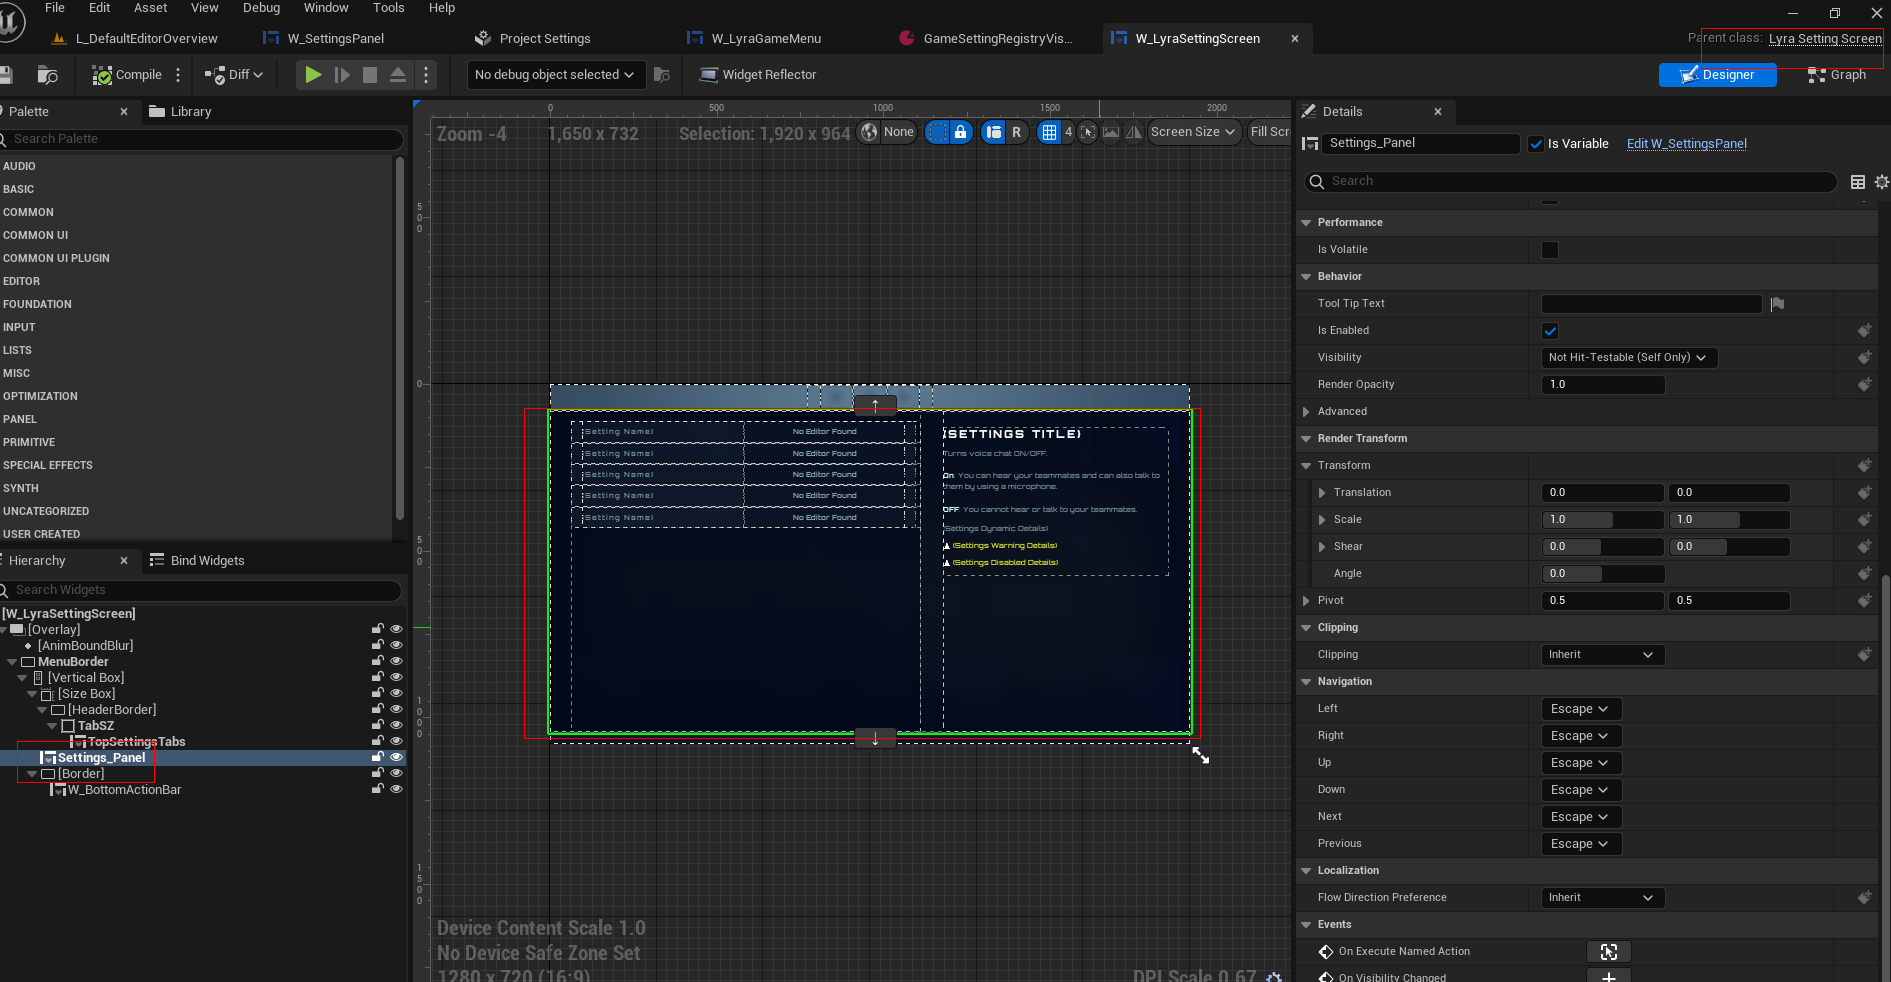 File Edit Asset View Debug Window Tools Help
L_DefaultEditorOverview W_SettingsPanel Project Settings W_LyraGameMenu GameSettingRegistryVis... W_LyraSettingScreen
Parent class: Lyra Setting Screen
Compile Diff No debug object selected Widget Reflector Designer Graph
Palette Library
Search Palette
AUDIO
BASIC
COMMON
COMMON UI
COMMON UI PLUGIN
EDITOR
FOUNDATION
INPUT
LISTS
MISC
OPTIMIZATION
PANEL
PRIMITIVE
SPECIAL EFFECTS
SYNTH
UNCATEGORIZED
USER CREATED
Hierarchy Bind Widgets
Search Widgets
[W_LyraSettingScreen]
[Overlay]
[AnimBoundBlur]
MenuBorder
[Vertical Box]
[Size Box]
[HeaderBorder]
TabSZ
TopSettingsTabs
Settings_Panel
[Border]
W_BottomActionBar
0 500 1000 1500 2000
Zoom -4 1,650 x 732 Selection: 1,920 x 964 None R 4 Screen Size Fill Scr
500
0
500
1000
1500
(Setting Name) No Editor Found
(Setting Name) No Editor Found
(Setting Name) No Editor Found
(Setting Name) No Editor Found
(Setting Name) No Editor Found
(SETTINGS TITLE)
Turns voice chat ON/OFF.
On: You can hear your teammates and can also talk to
them by using a microphone.
OFF: You cannot hear or talk to your teammates.
(Settings Dynamic Details)
(Settings Warning Details)
(Settings Disabled Details)
Device Content Scale 1.0
No Device Safe Zone Set
1280 x 720 (16:9)
DPI Scale 0.67
Details
Settings_Panel Is Variable Edit W_SettingsPanel
Search
Performance
Is Volatile
Behavior
Tool Tip Text
Is Enabled
Visibility Not Hit-Testable (Self Only)
Render Opacity 1.0
Advanced
Render Transform
Transform
Translation 0.0 0.0
Scale 1.0 1.0
Shear 0.0 0.0
Angle 0.0
Pivot 0.5 0.5
Clipping
Clipping Inherit
Navigation
Left Escape
Right Escape
Up Escape
Down Escape
Next Escape
Previous Escape
Localization
Flow Direction Preference Inherit
Events
On Execute Named Action
On Visibility Changed